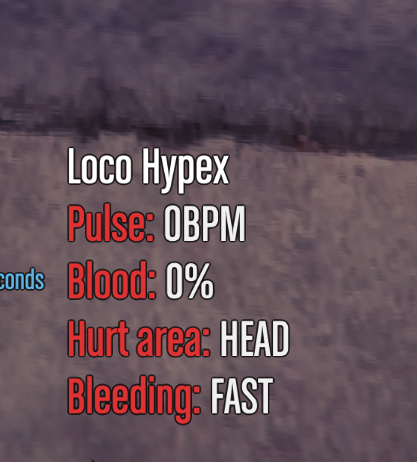 Loco Hypex
Pulse: 0BPM
conds
Blood: 0%
Hurt area: HEAD
Bleeding: FAST